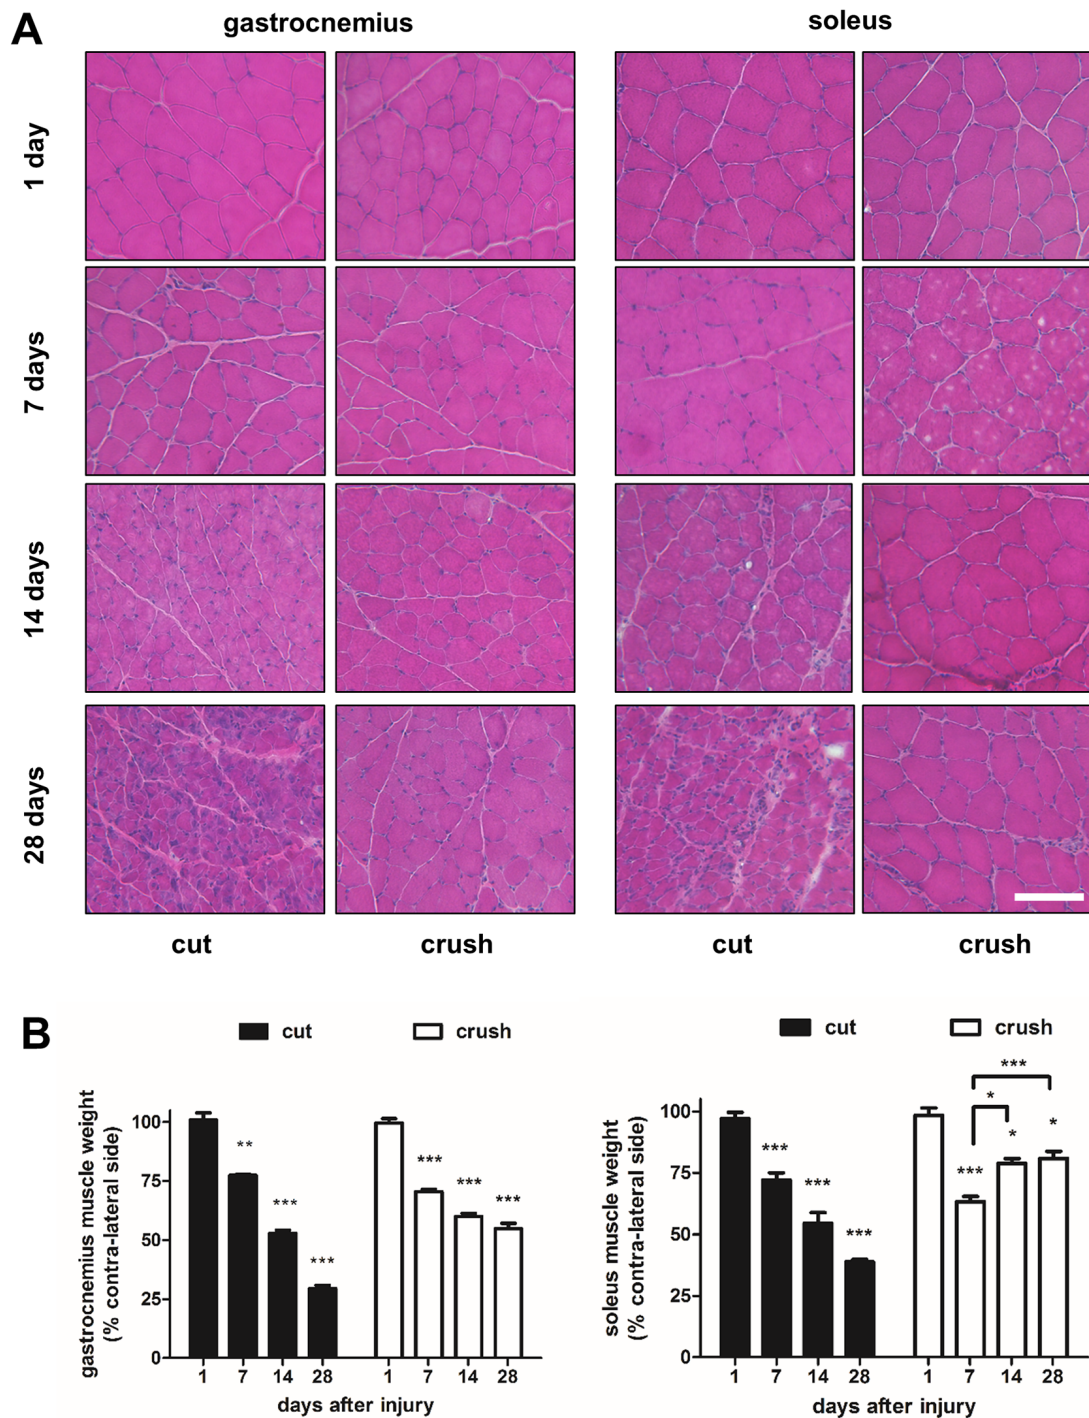 A
gastrocnemius
soleus
1 day
7 days
14 days
28 days
cut
crush
cut
crush
B
cut
crush
gastrocnemius muscle weight
(% contra-lateral side)
100
75
50
25
0
**
***
***
***
***
***
1
7
14
28
1
7
14
28
days after injury
cut
crush
soleus muscle weight
(% contra-lateral side)
100
75
50
25
0
***
***
***
***
*
***
*
*
1
7
14
28
1
7
14
28
days after injury